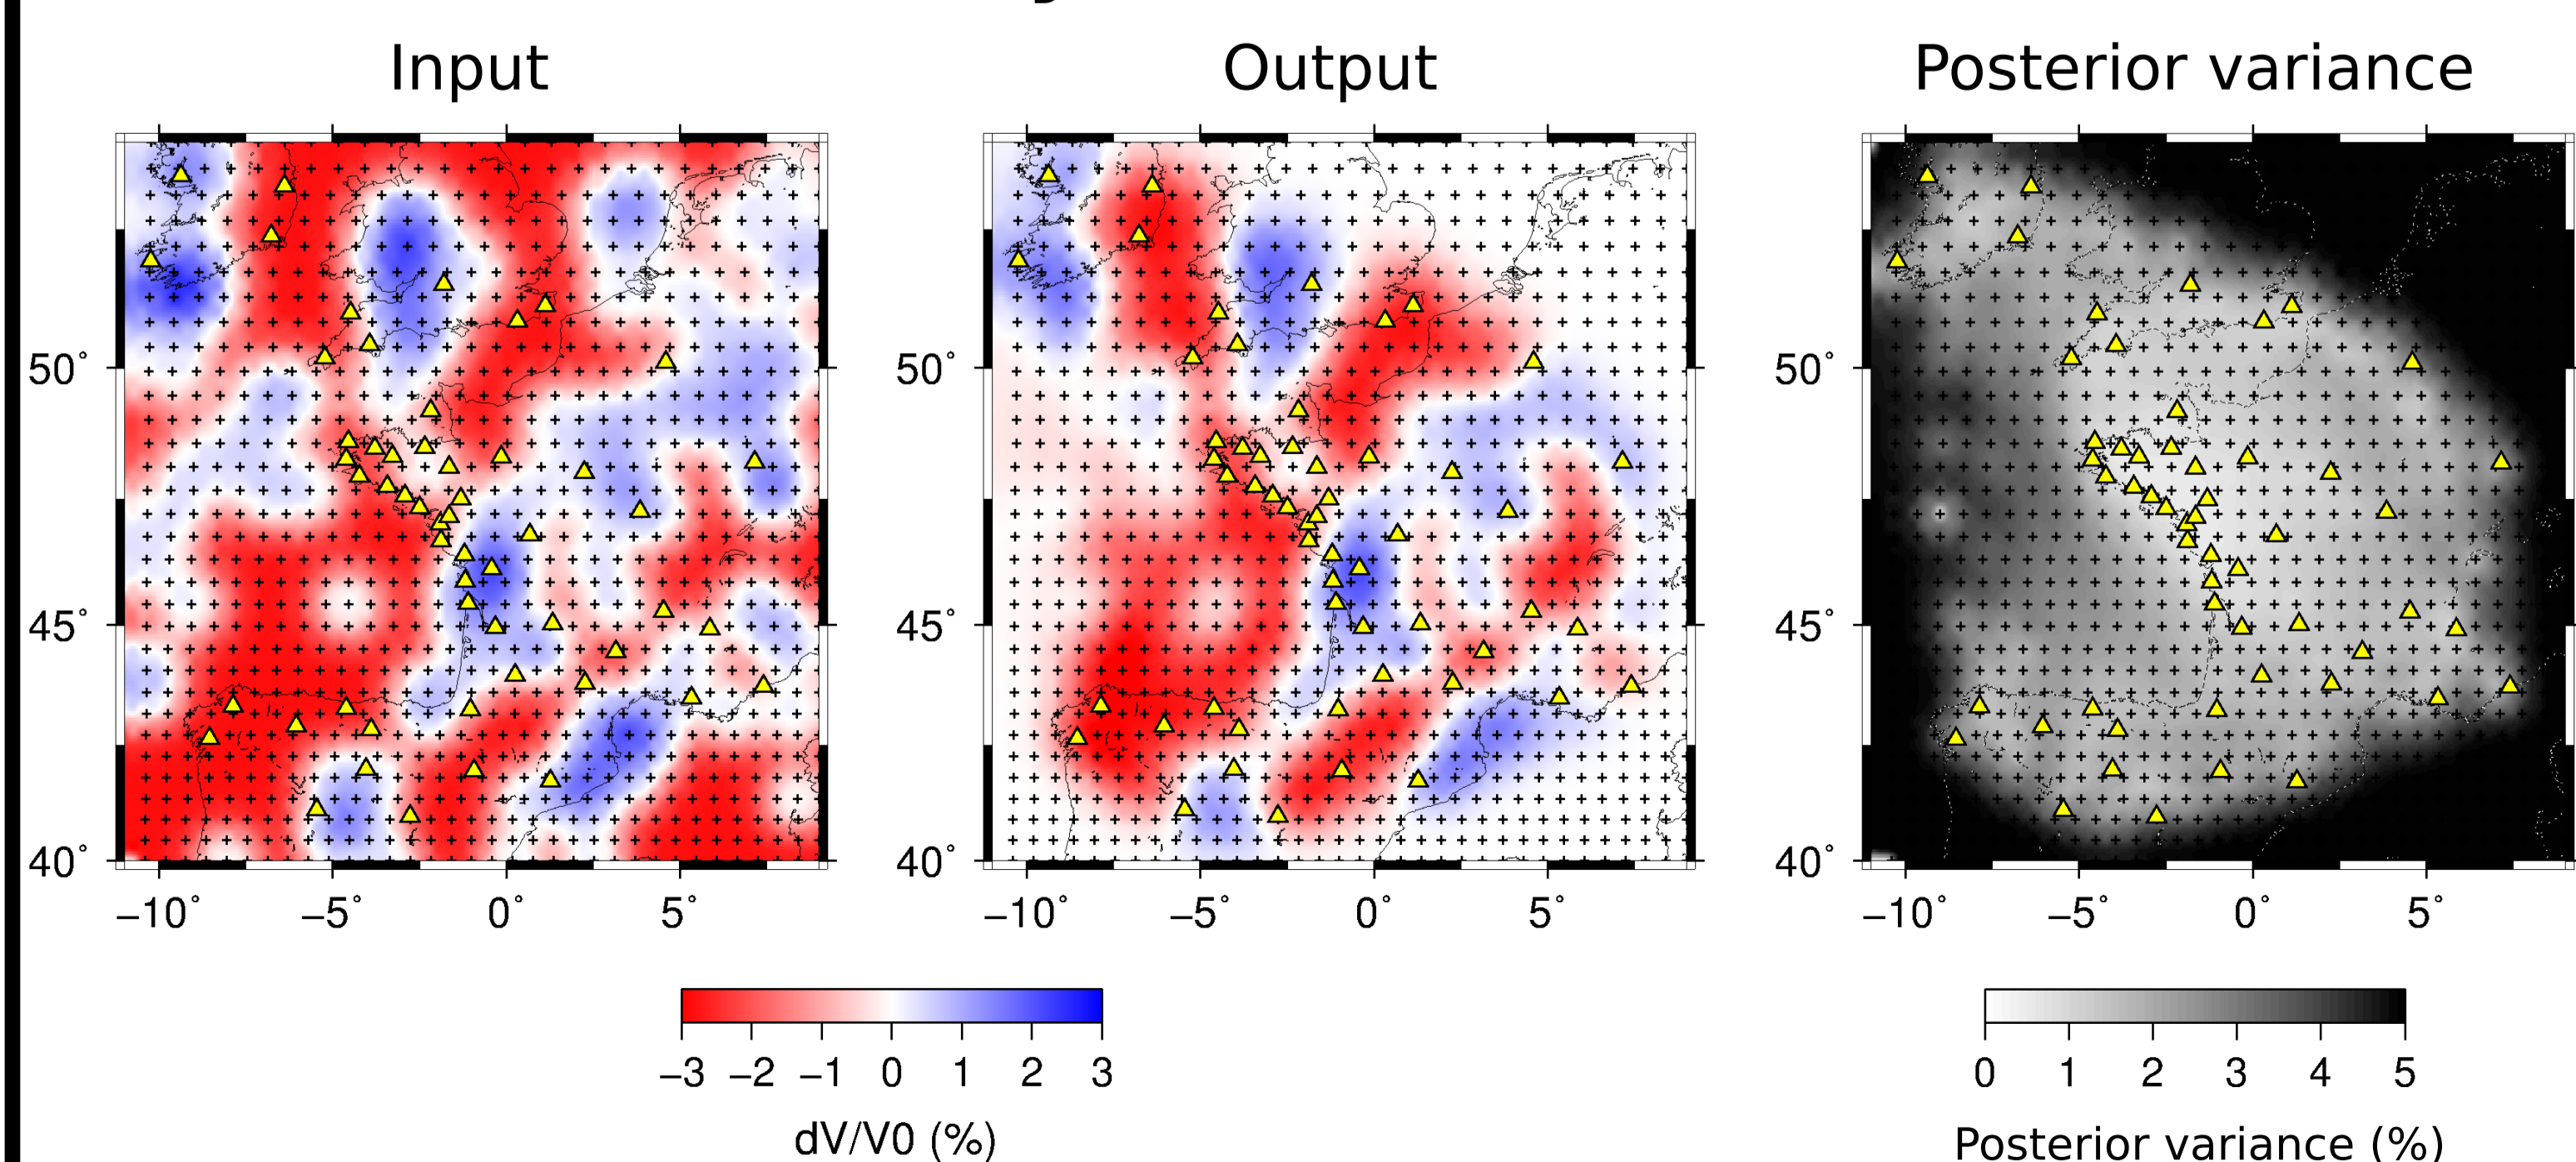 Input Output Posterior variance
50° 50° 50°
45° 45° 45°
40° 40° 40°
−10° −5° 0° 5° −10° −5° 0° 5° −10° −5° 0° 5°
−3 −2 −1 0 1 2 3 0 1 2 3 4 5
dV/V0 (%) Posterior variance (%)